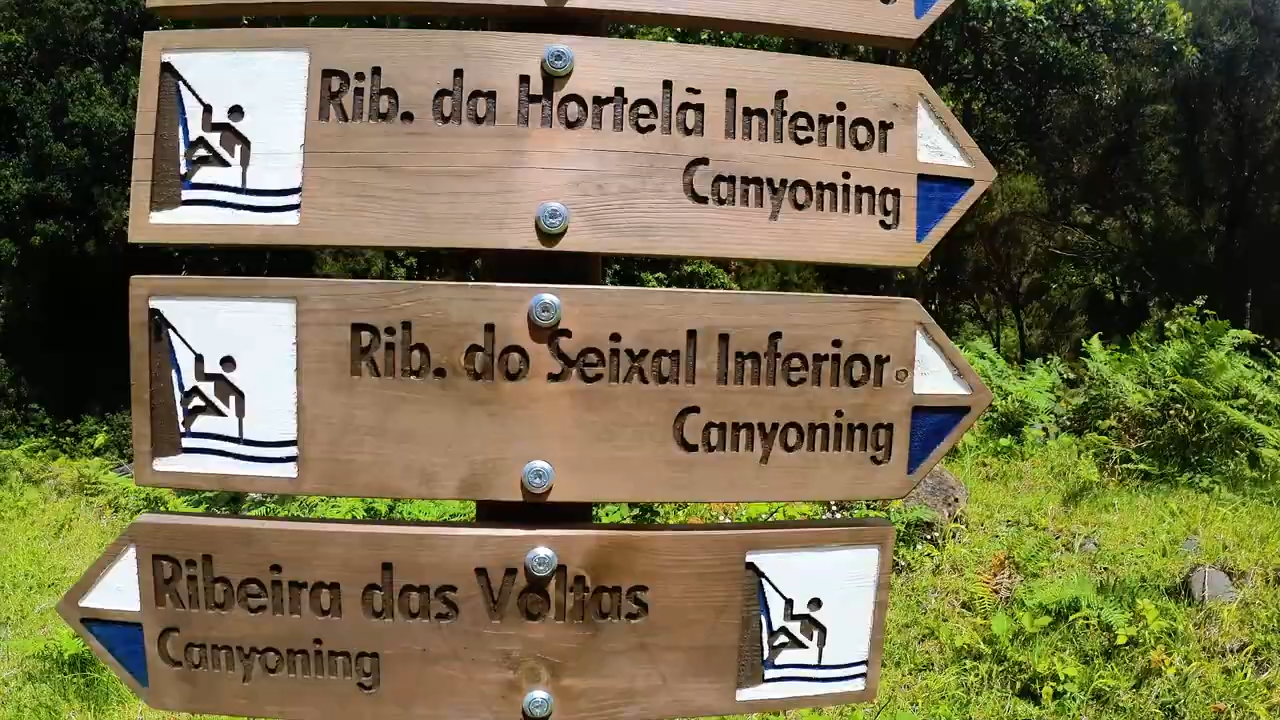 Rib. da Hortelã Inferior
Canyoning
Rib. do Seixal Inferior
Canyoning
Ribeira das Voltas
Canyoning